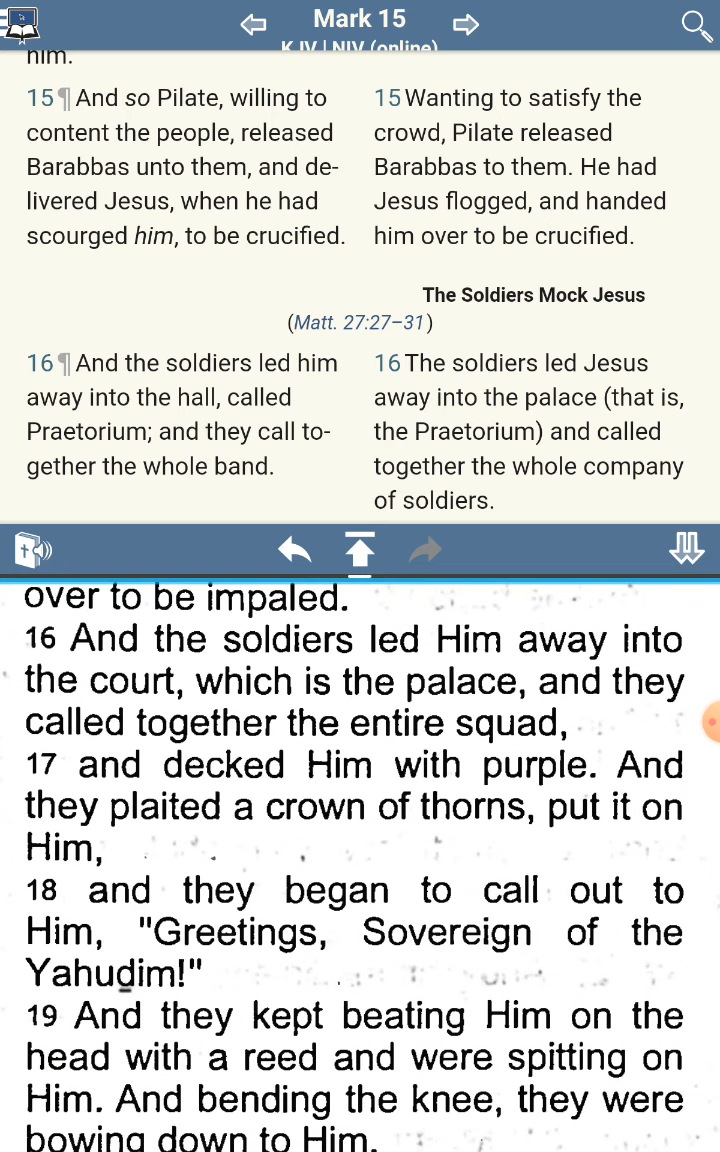 Mark 15
KJV | NIV (online)
him.
15¶ And so Pilate, willing to
content the people, released
Barabbas unto them, and de-
livered Jesus, when he had
scourged him, to be crucified.
15 Wanting to satisfy the
crowd, Pilate released
Barabbas to them. He had
Jesus flogged, and handed
him over to be crucified.
The Soldiers Mock Jesus
(Matt. 27:27–31)
16¶ And the soldiers led him
away into the hall, called
Praetorium; and they call to-
gether the whole band.
16 The soldiers led Jesus
away into the palace (that is,
the Praetorium) and called
together the whole company
of soldiers.
over to be impaled.
16 And the soldiers led Him away into
the court, which is the palace, and they
called together the entire squad,
17 and decked Him with purple. And
they plaited a crown of thorns, put it on
Him,
18 and they began to call out to
Him, "Greetings, Sovereign of the
Yahuḏim!"
19 And they kept beating Him on the
head with a reed and were spitting on
Him. And bending the knee, they were
bowing down to Him.